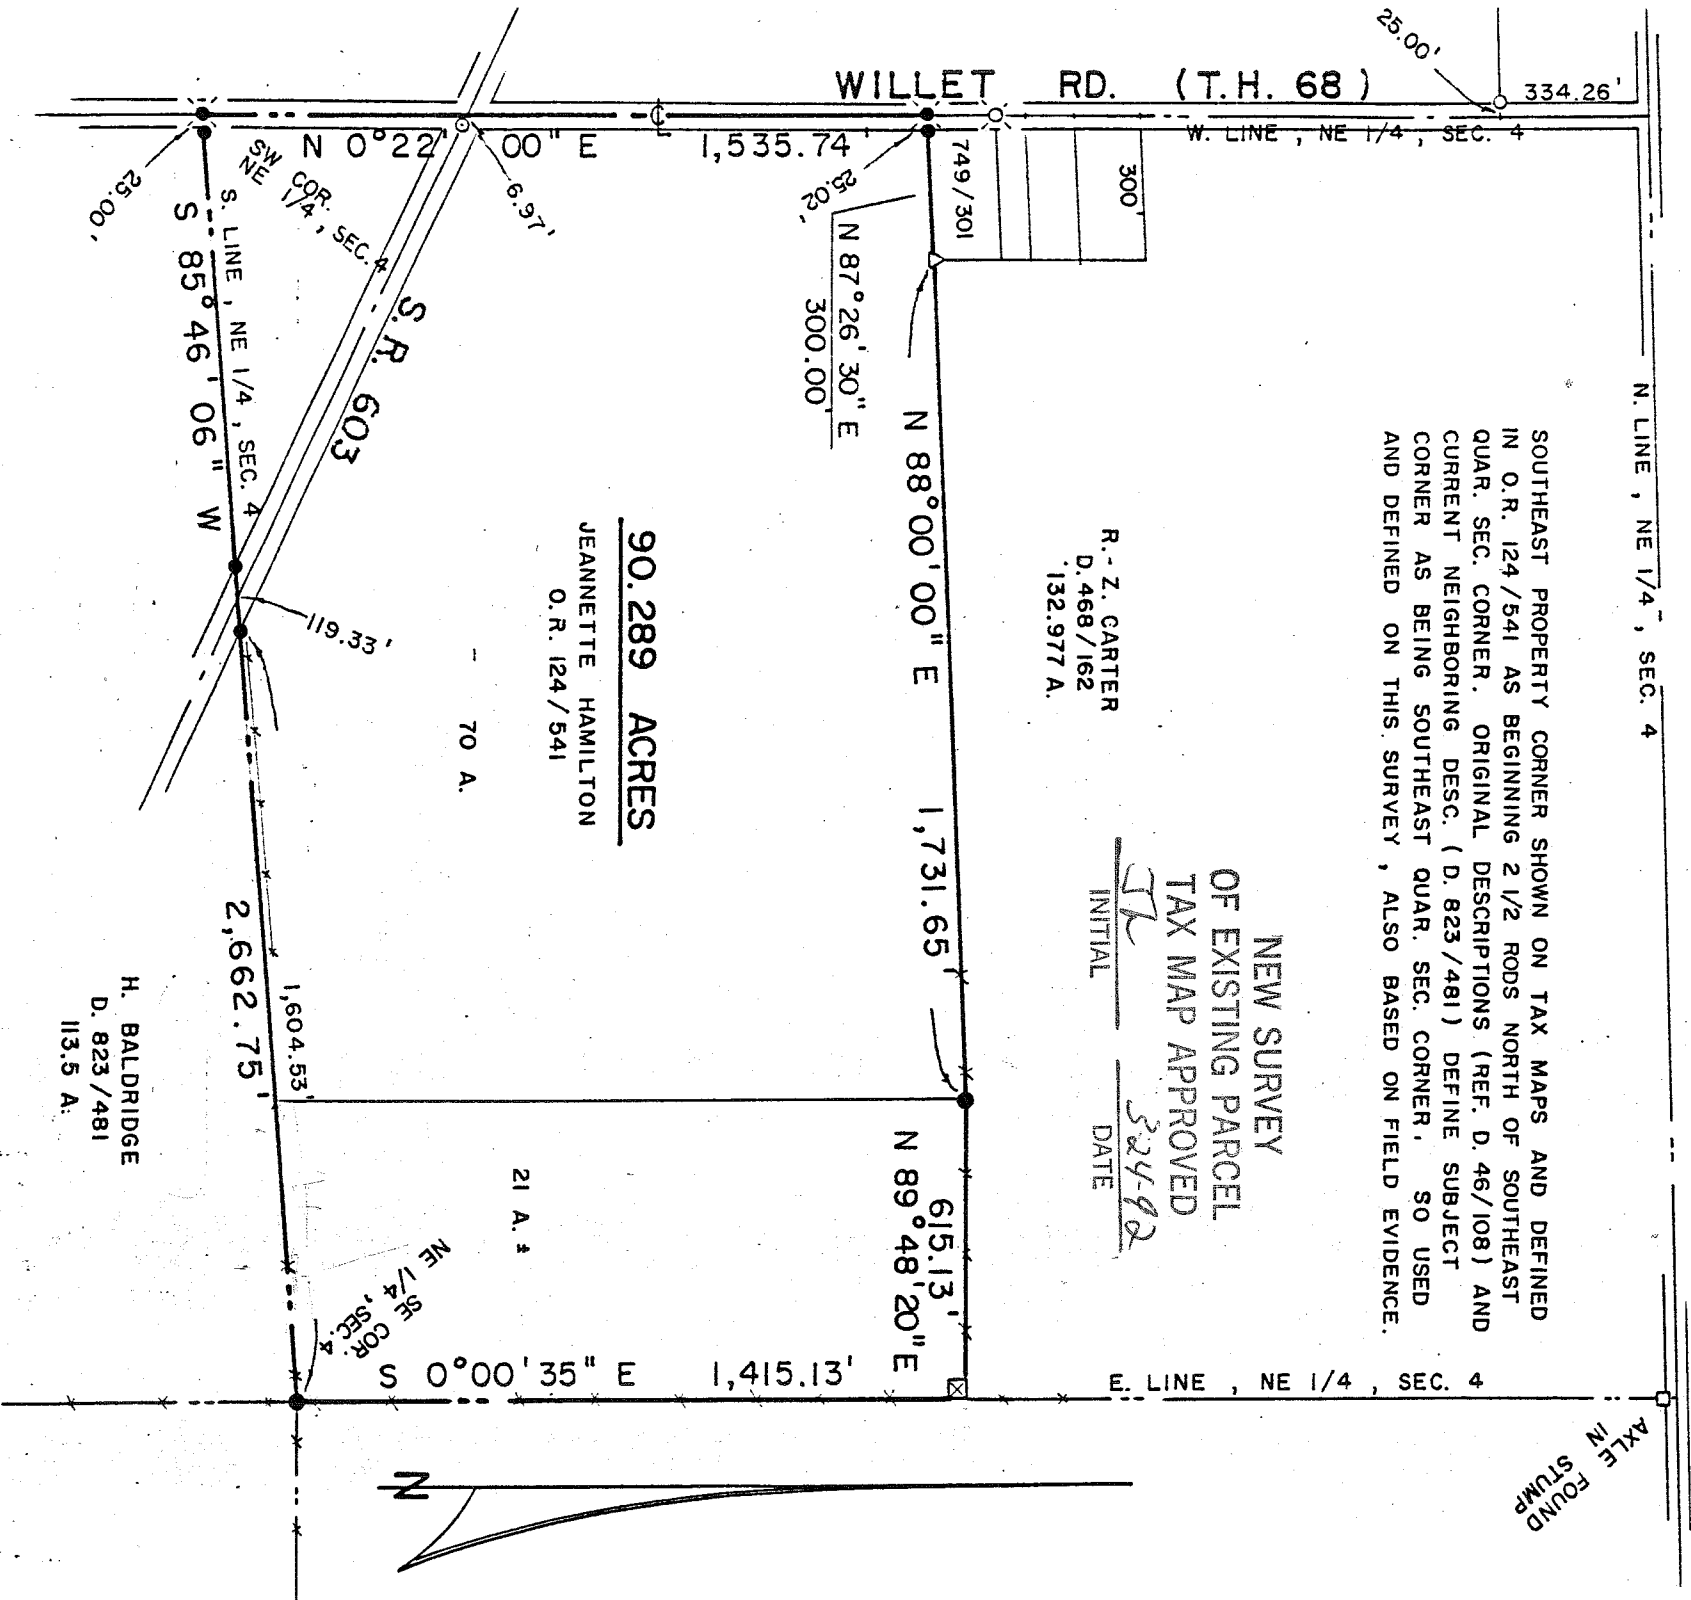 WILLET RD. (T.H. 68)
25.00'
334.26'
W. LINE, NE 1/4, SEC. 4
N 0°22'00" E 1,535.74'
SW COR.
NE 1/4, SEC. 4
25.00'
6.97'
25.02'
749/301
300'
N 87°26'30" E
300.00'
N. LINE, NE 1/4, SEC. 4
SOUTHEAST PROPERTY CORNER SHOWN ON TAX MAPS AND DEFINED
IN O.R. 124/541 AS BEGINNING 2 1/2 RODS NORTH OF SOUTHEAST
QUAR. SEC. CORNER. ORIGINAL DESCRIPTIONS (REF. D. 46/108) AND
CURRENT NEIGHBORING DESC. (D. 823/481) DEFINE SUBJECT
CORNER AS BEING SOUTHEAST QUAR. SEC. CORNER. SO USED
AND DEFINED ON THIS SURVEY, ALSO BASED ON FIELD EVIDENCE.
R.-Z. CARTER
D. 468/162
132.977 A.
NEW SURVEY
OF EXISTING PARCEL
TAX MAP APPROVED
3-24-92
INITIAL DATE
N 88°00'00" E 1,731.65'
615.13'
N 89°48'20" E
90.289 ACRES
JEANNETTE HAMILTON
O.R. 124/541
70 A.
21 A. ±
S.R. 603
119.33'
S. LINE, NE 1/4, SEC. 4
S 85°46'06" W 2,662.75'
1,604.53'
H. BALDRIDGE
D. 823/481
113.5 A.
SE COR.
NE 1/4, SEC. 4
S 0°00'35" E 1,415.13'
E. LINE, NE 1/4, SEC. 4
AXLE FOUND
IN STUMP
N